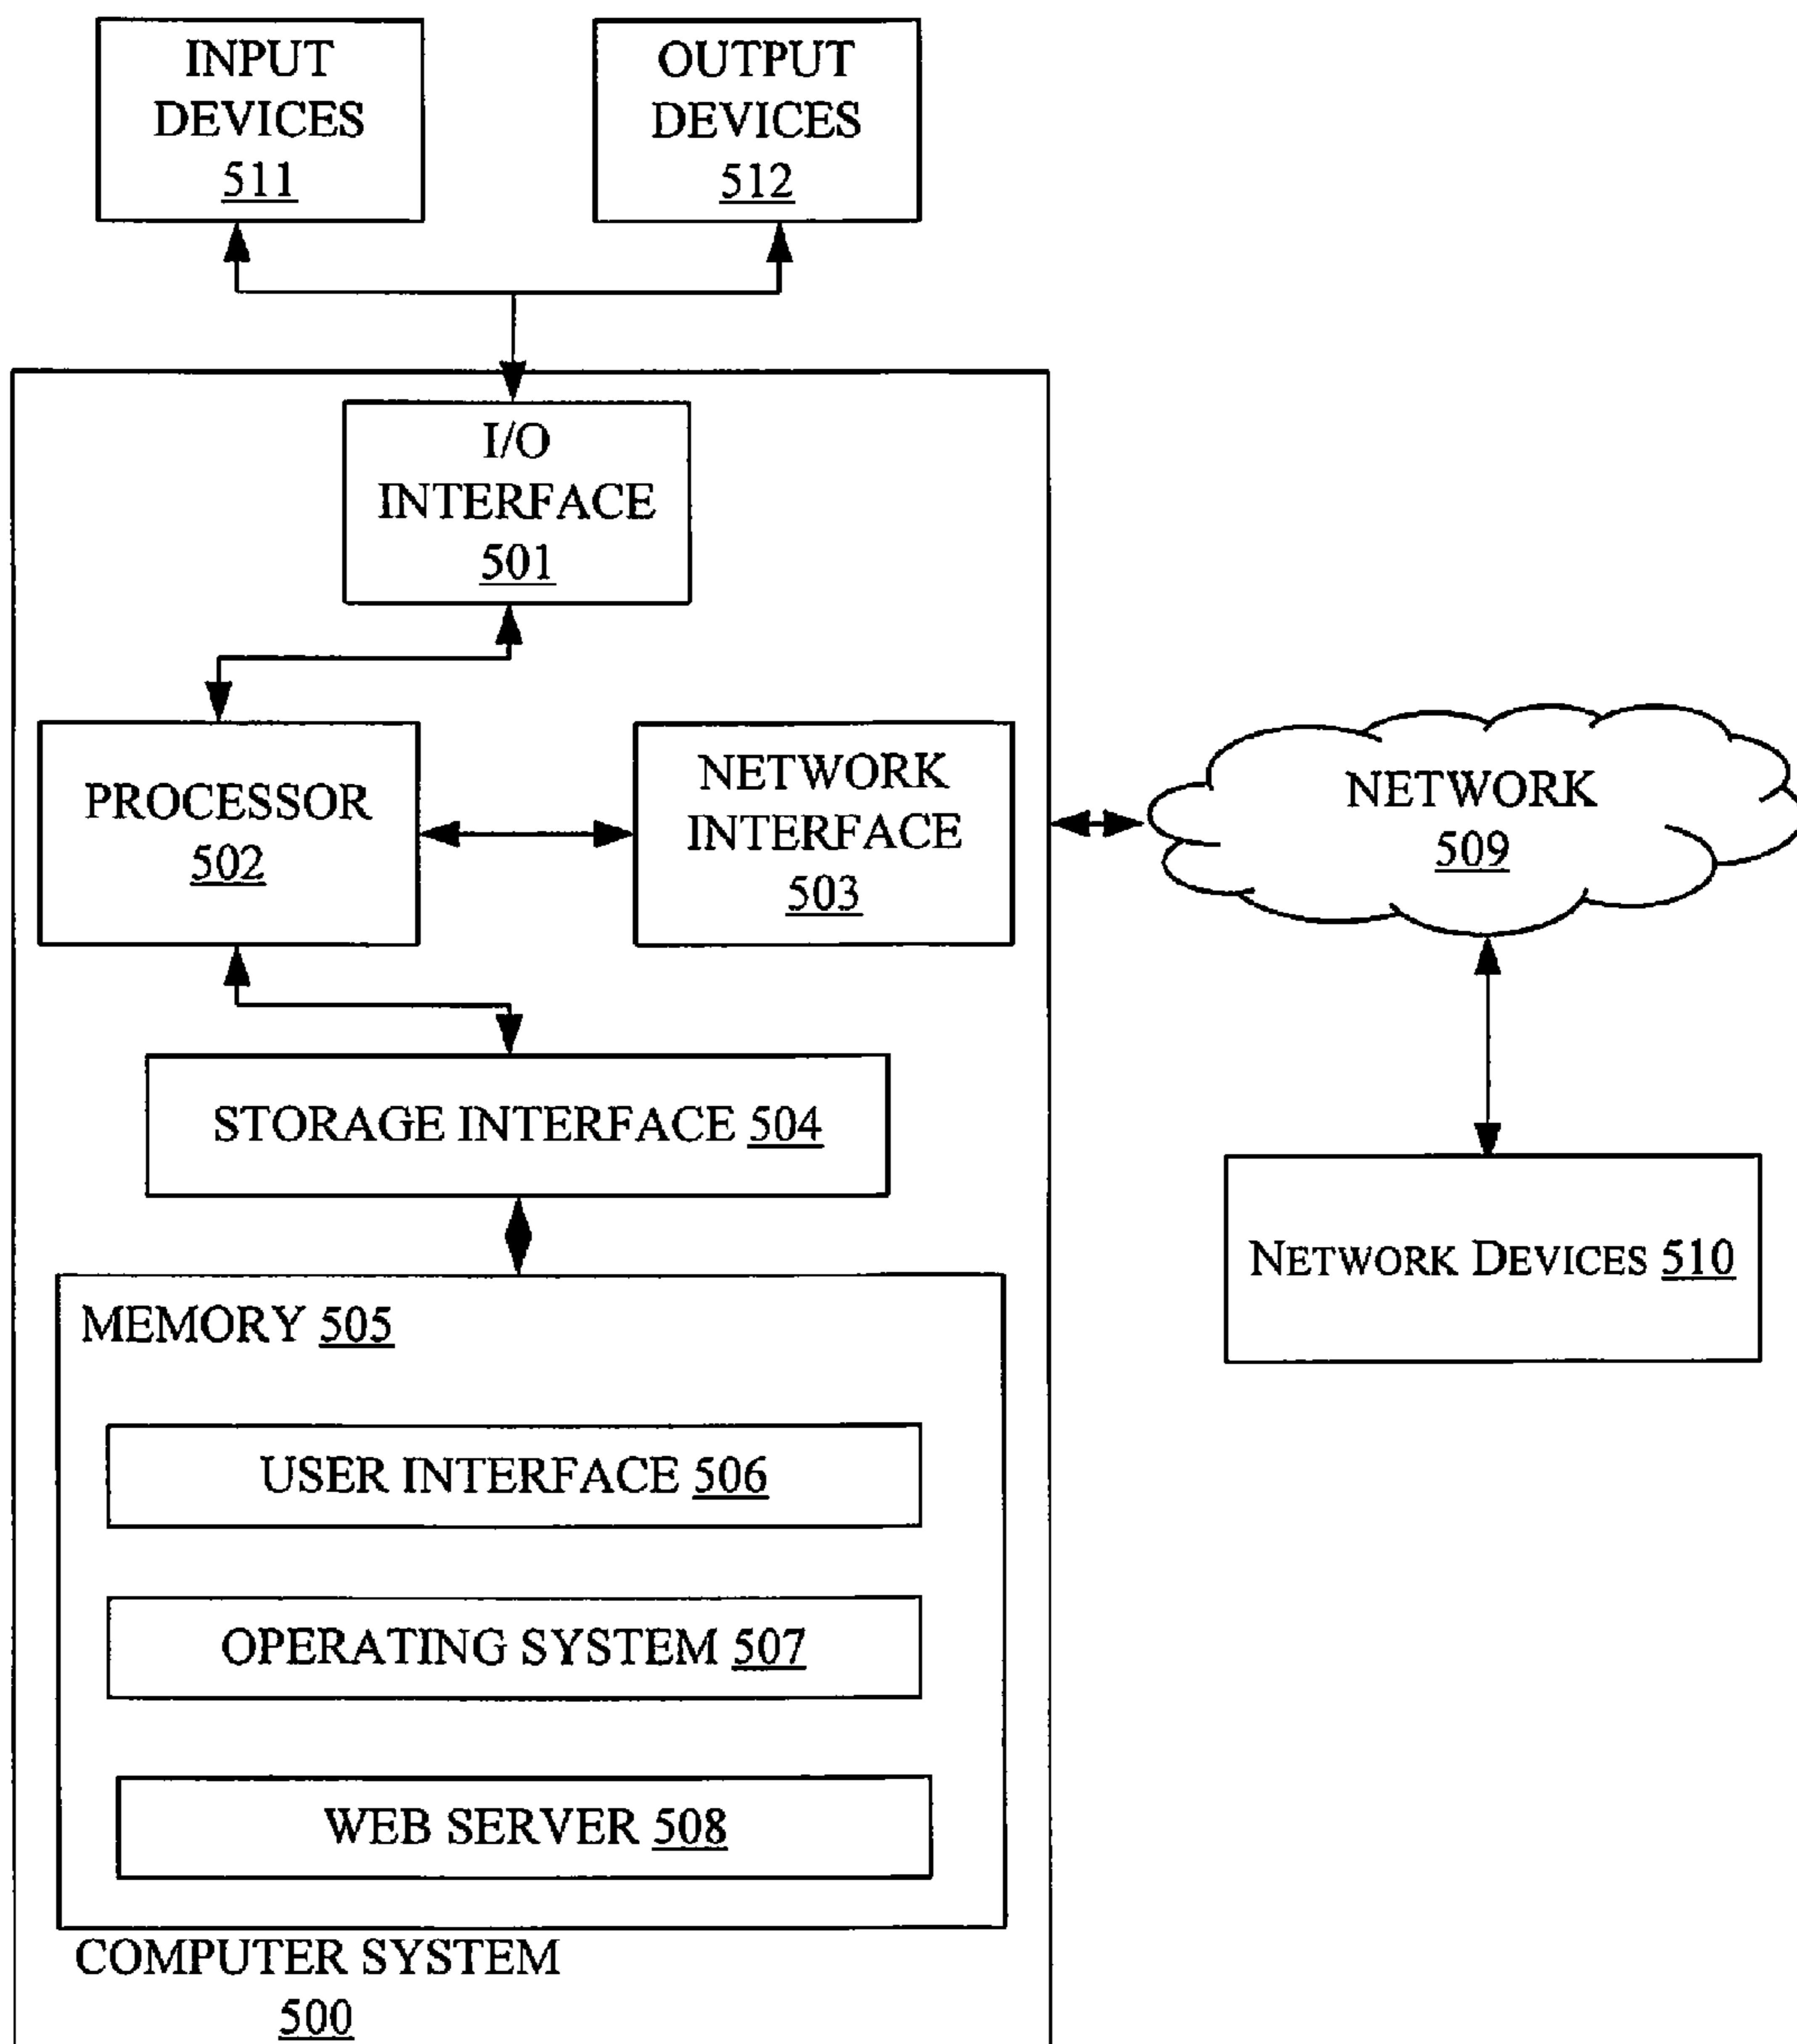 INPUT
DEVICES
511
OUTPUT
DEVICES
512
I/O
INTERFACE
501
PROCESSOR
502
NETWORK
INTERFACE
503
NETWORK
509
STORAGE INTERFACE 504
NETWORK DEVICES 510
MEMORY 505
USER INTERFACE 506
OPERATING SYSTEM 507
WEB SERVER 508
COMPUTER SYSTEM
500